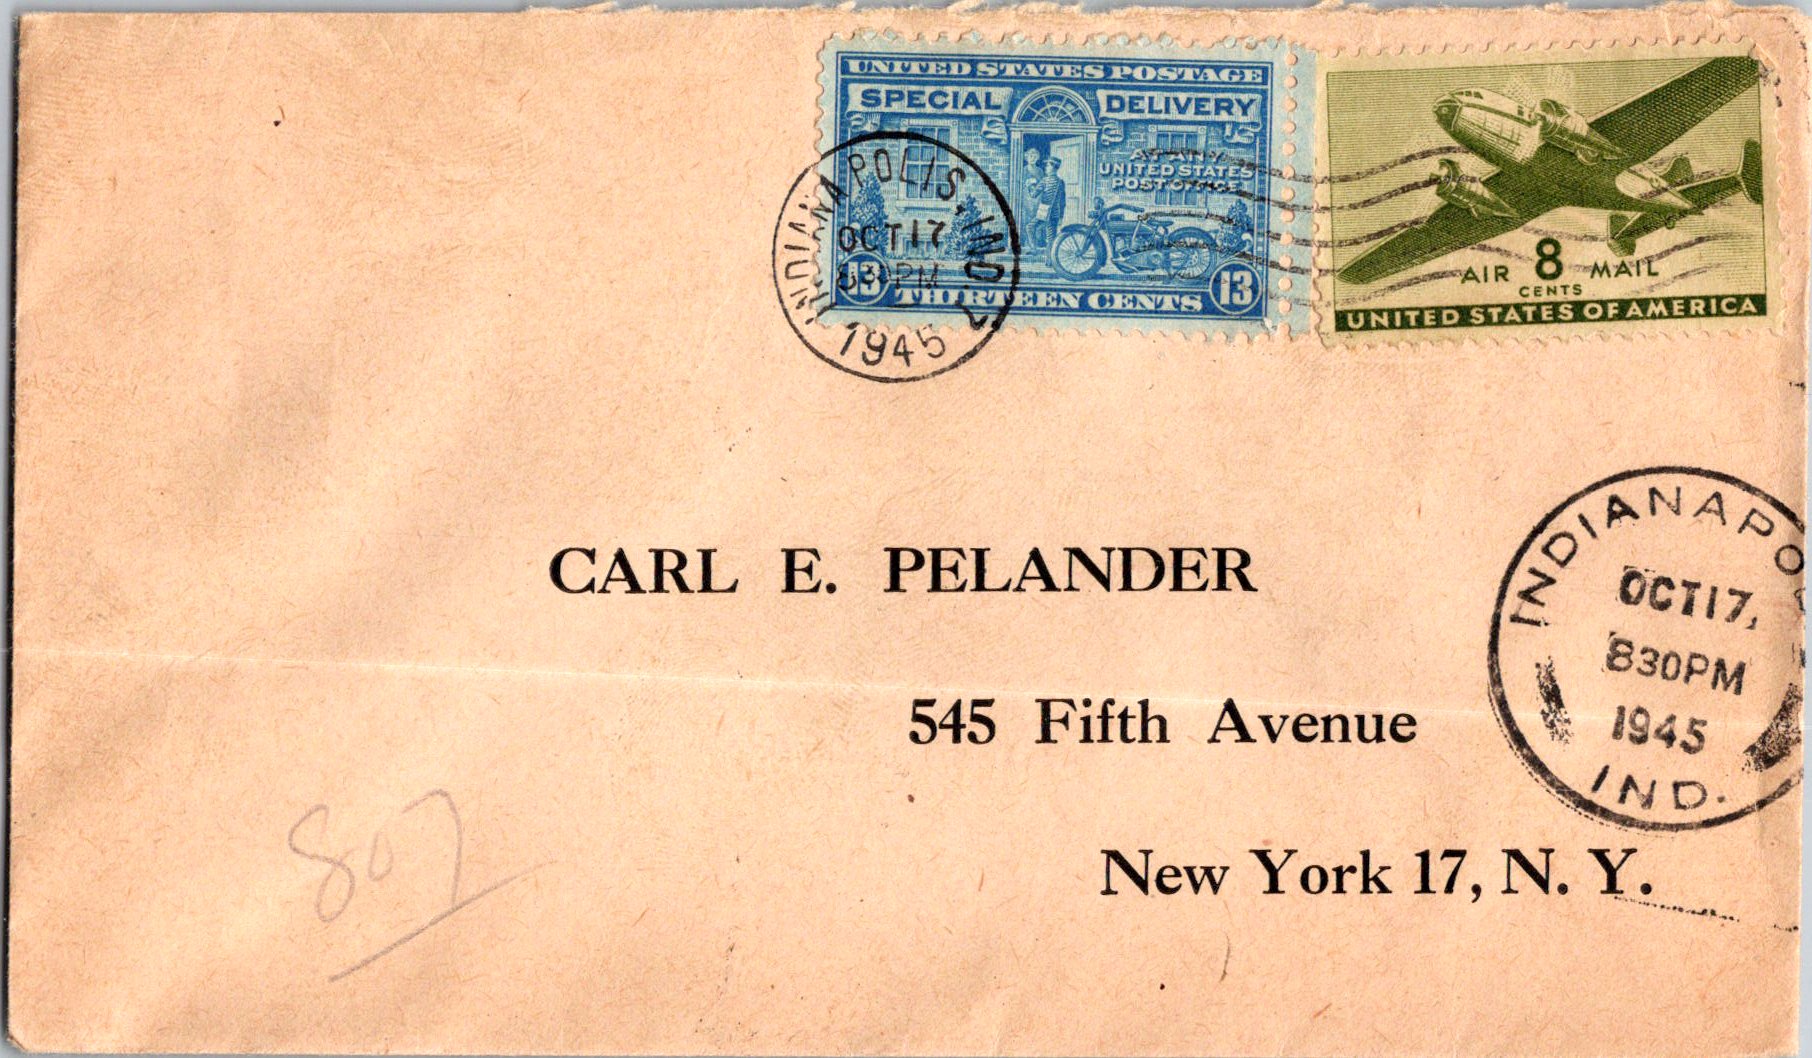 UNITED STATES POSTAGE
SPECIAL DELIVERY
AT ANY
UNITED STATES
POST OFFICE
13 THIRTEEN CENTS 13
AIR 8 MAIL
CENTS
UNITED STATES OF AMERICA
INDIANAPOLIS, IND. 7
OCT 17
830PM
1945
CARL E. PELANDER
545 Fifth Avenue
New York 17, N. Y.
INDIANAPO
OCT 17,
830PM
1945
IND.
807